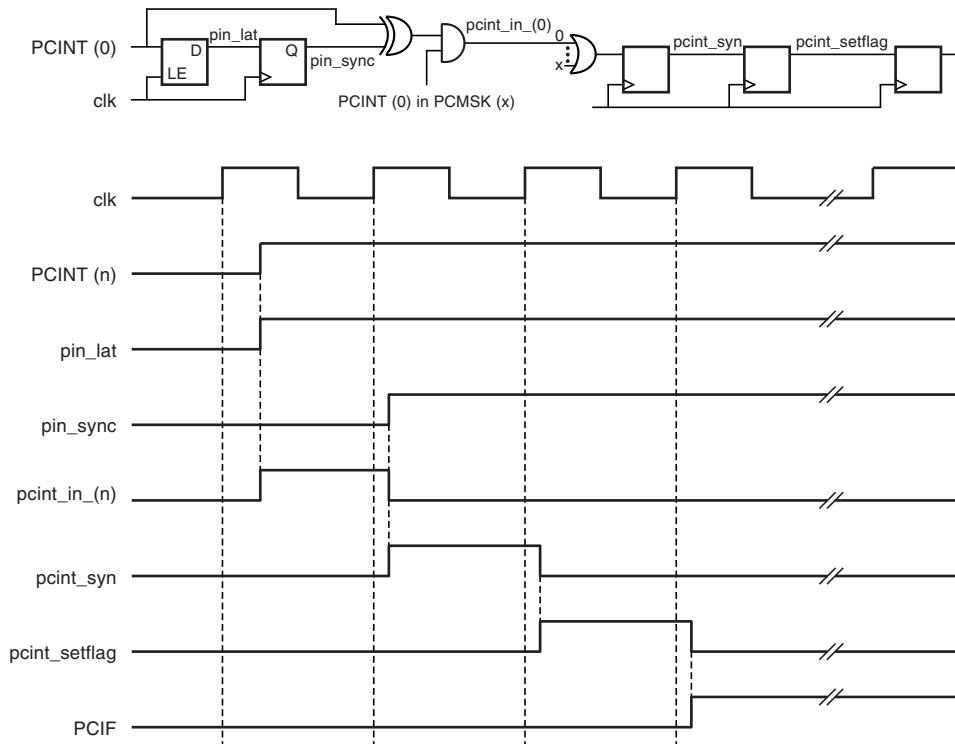 PCINT (0)
D
LE
pin_lat
Q
pin_sync
clk
pcint_in_(0)
0
x
PCINT (0) in PCMSK (x)
pcint_syn
pcint_setflag
clk
PCINT (n)
pin_lat
pin_sync
pcint_in_(n)
pcint_syn
pcint_setflag
PCIF